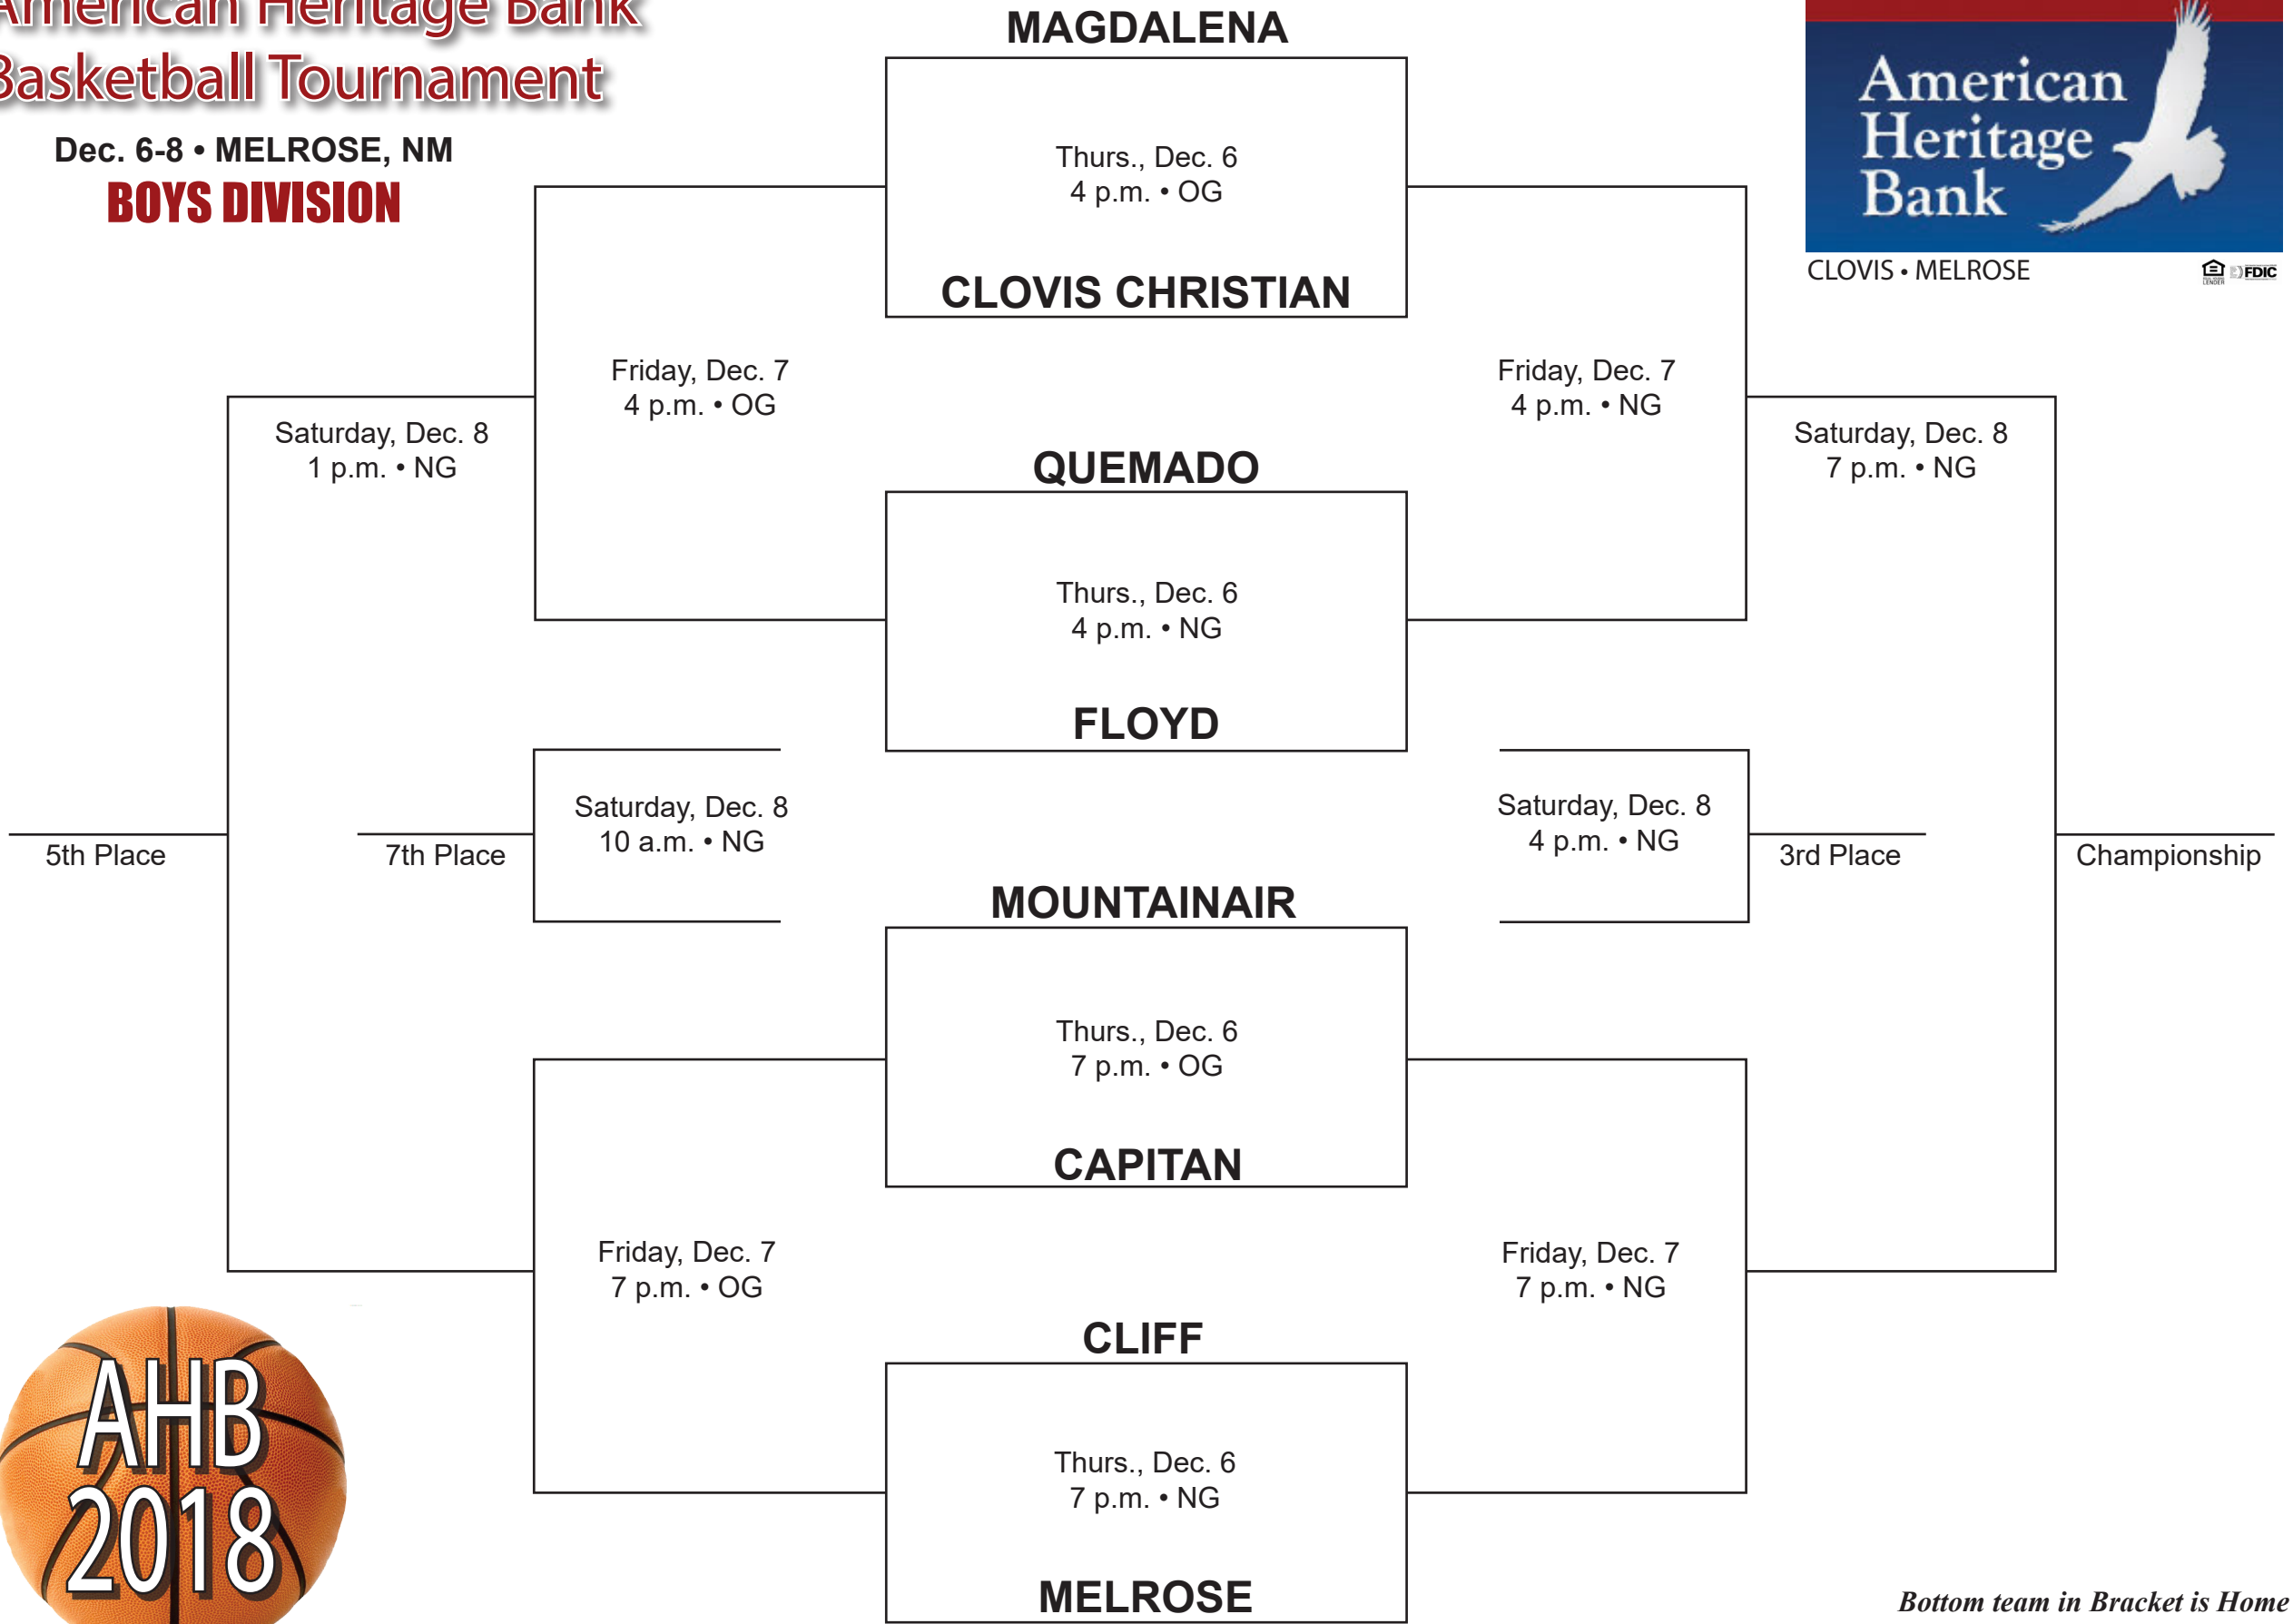 American Heritage Bank
Basketball Tournament
Dec. 6-8 • MELROSE, NM
BOYS DIVISION
American
Heritage
Bank
CLOVIS • MELROSE
LENDER
FDIC
MAGDALENA
Thurs., Dec. 6
4 p.m. • OG
CLOVIS CHRISTIAN
Friday, Dec. 7
4 p.m. • OG
Friday, Dec. 7
4 p.m. • NG
Saturday, Dec. 8
1 p.m. • NG
Saturday, Dec. 8
7 p.m. • NG
QUEMADO
Thurs., Dec. 6
4 p.m. • NG
FLOYD
Saturday, Dec. 8
10 a.m. • NG
Saturday, Dec. 8
4 p.m. • NG
5th Place
7th Place
3rd Place
Championship
MOUNTAINAIR
Thurs., Dec. 6
7 p.m. • OG
CAPITAN
Friday, Dec. 7
7 p.m. • OG
Friday, Dec. 7
7 p.m. • NG
CLIFF
Thurs., Dec. 6
7 p.m. • NG
MELROSE
AHB
2018
Bottom team in Bracket is Home